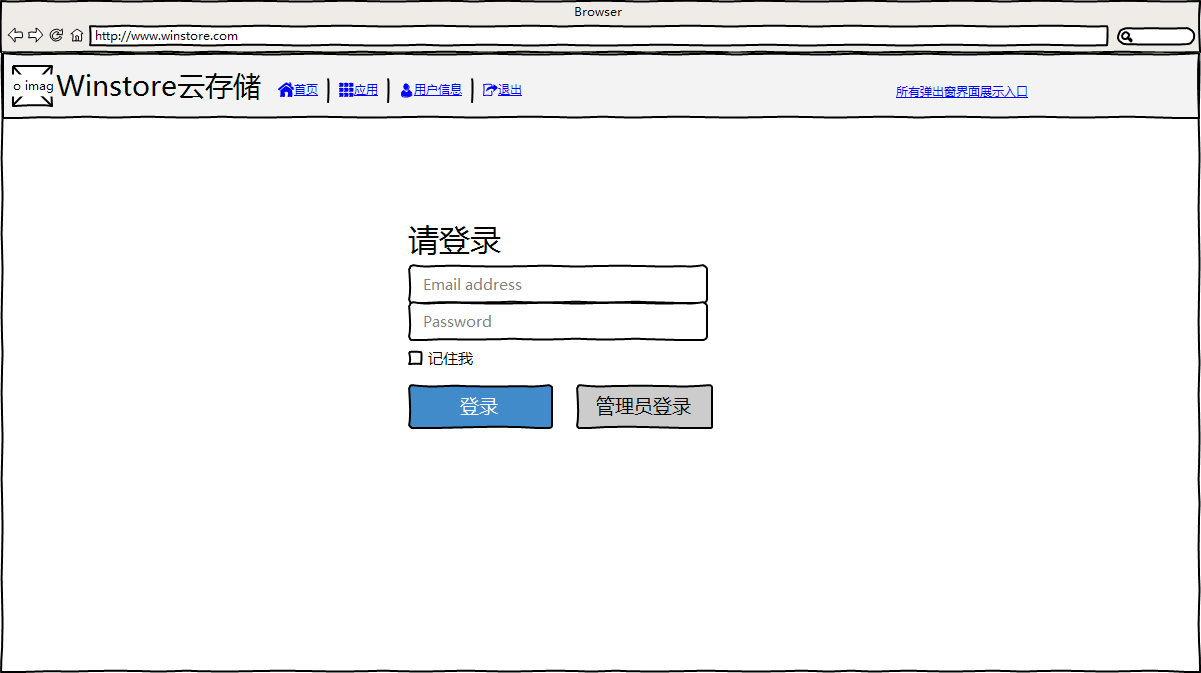 Browser
http://www.winstore.com
o imag Winstore云存储 首页 应用 用户信息 退出 所有弹出窗界面展示入口
请登录
Email address
Password
记住我
登录 管理员登录